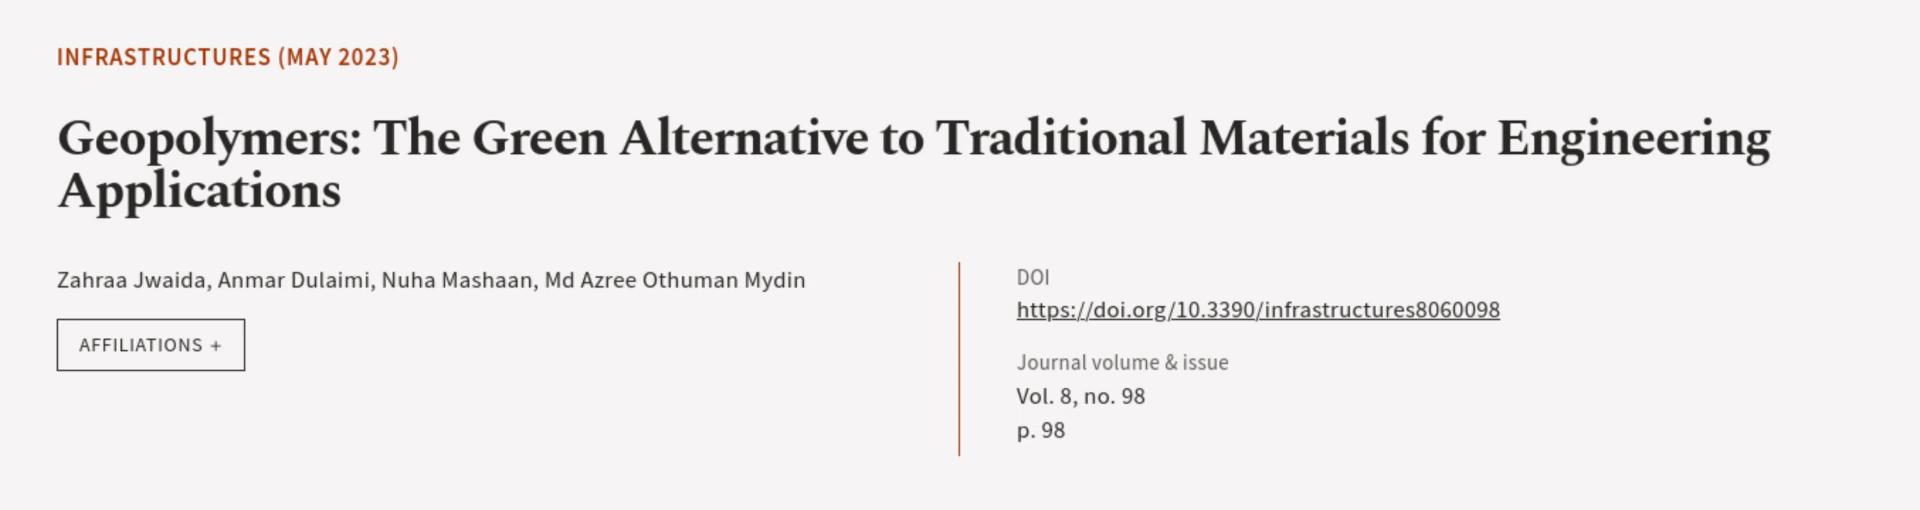 INFRASTRUCTURES (MAY 2023)
Geopolymers: The Green Alternative to Traditional Materials for Engineering
Applications
Zahraa Jwaida, Anmar Dulaimi, Nuha Mashaan, Md Azree Othuman Mydin
AFFILIATIONS +
DOI
https://doi.org/10.3390/infrastructures8060098
Journal volume & issue
Vol. 8, no. 98
p. 98